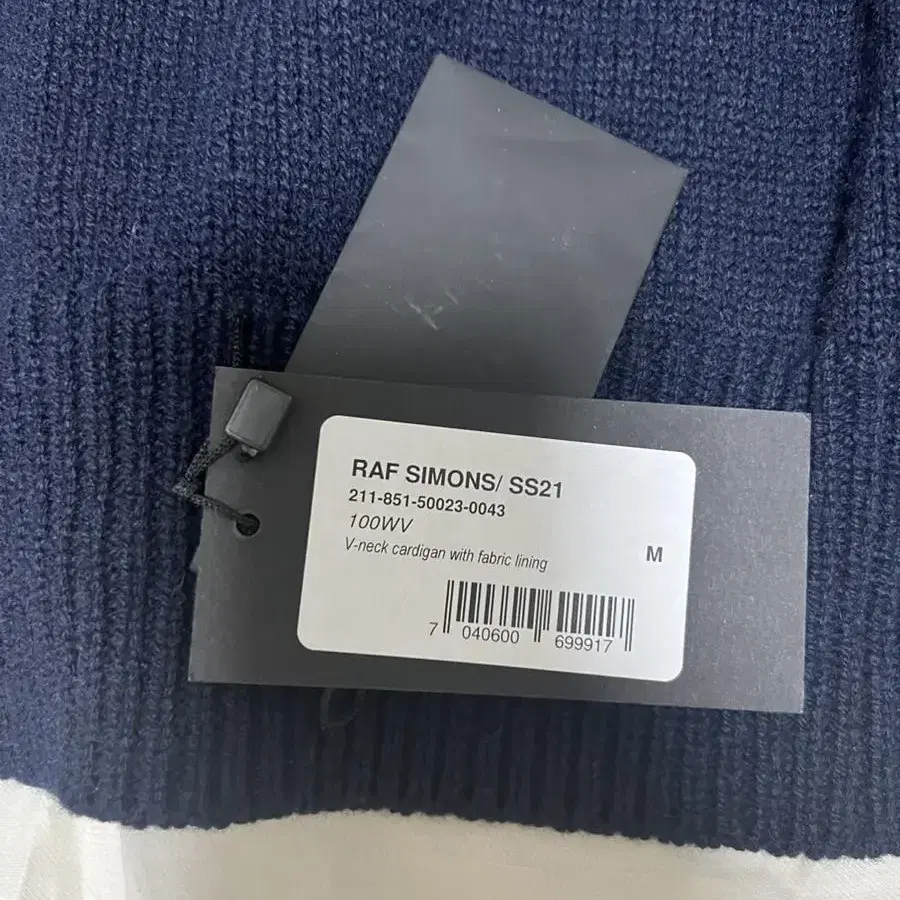 RAF SIMONS/ SS21
211-851-50023-0043
100WV
V-neck cardigan with fabric lining
M
7 040600 699917